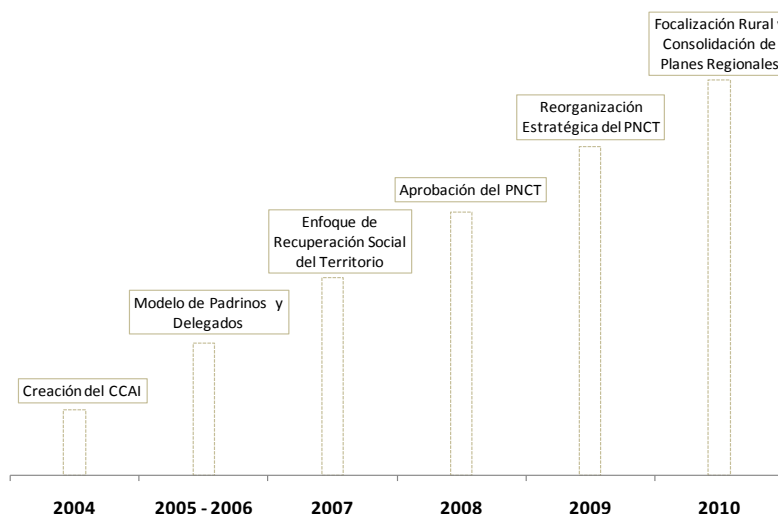 Focalización Rural y
Consolidación de
Planes Regionales
Reorganización
Estratégica del PNCT
Aprobación del PNCT
Enfoque de
Recuperación Social
del Territorio
Modelo de Padrinos y
Delegados
Creación del CCAI
2004
2005 - 2006
2007
2008
2009
2010